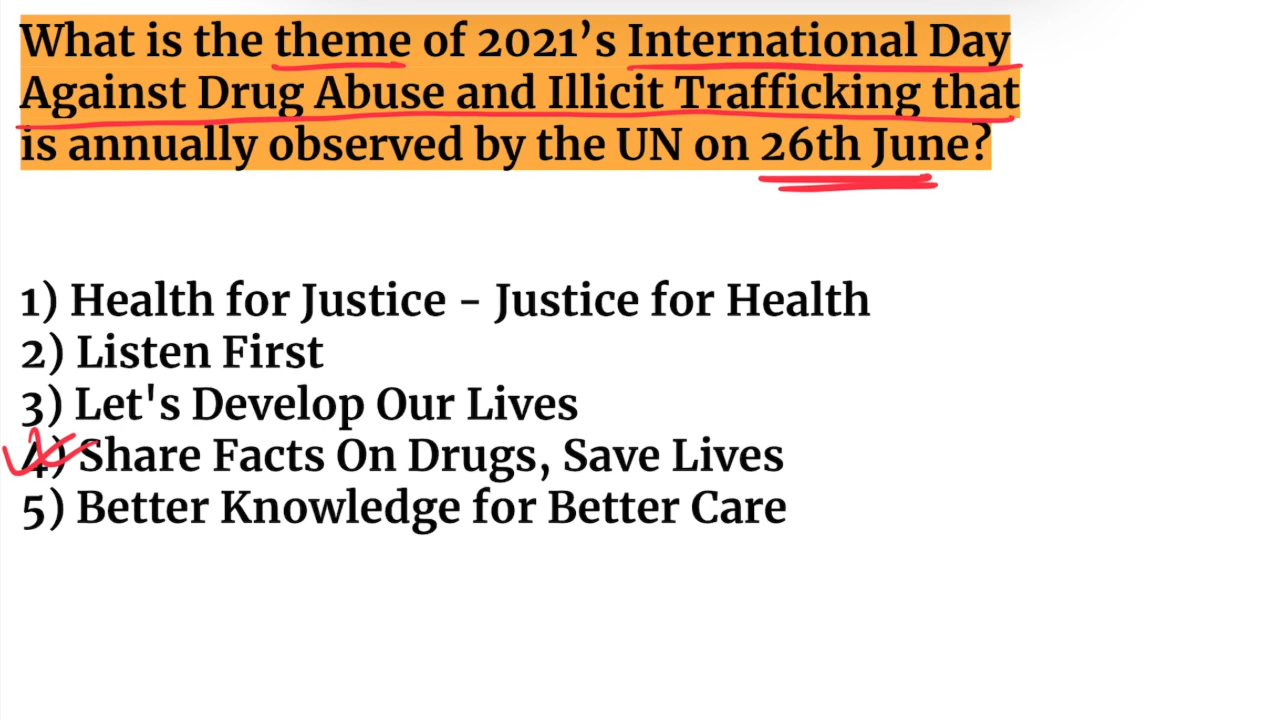 What is the theme of 2021’s International Day
Against Drug Abuse and Illicit Trafficking that
is annually observed by the UN on 26th June?
1) Health for Justice - Justice for Health
2) Listen First
3) Let's Develop Our Lives
4) Share Facts On Drugs, Save Lives
5) Better Knowledge for Better Care